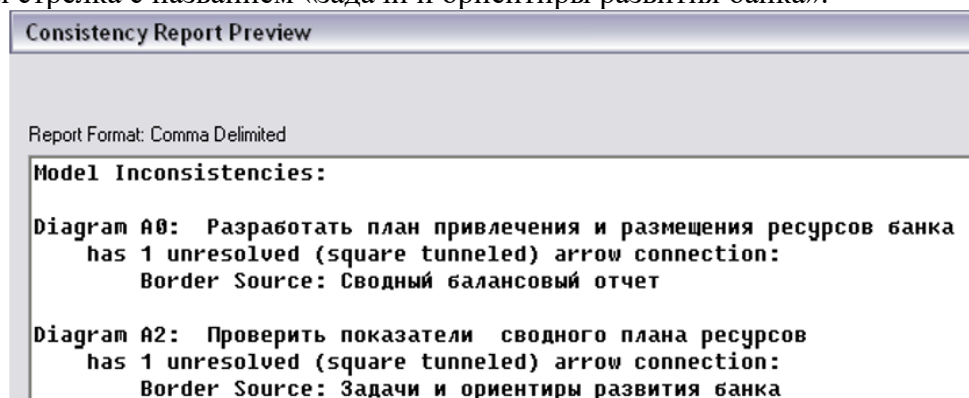 стрелка с названием «задачи и ориентиры развития банка».
Consistency Report Preview
Report Format: Comma Delimited
Model Inconsistencies:
Diagram A0: Разработать план привлечения и размещения ресурсов банка
has 1 unresolved (square tunneled) arrow connection:
Border Source: Сводный балансовый отчет
Diagram A2: Проверить показатели сводного плана ресурсов
has 1 unresolved (square tunneled) arrow connection:
Border Source: Задачи и ориентиры развития банка